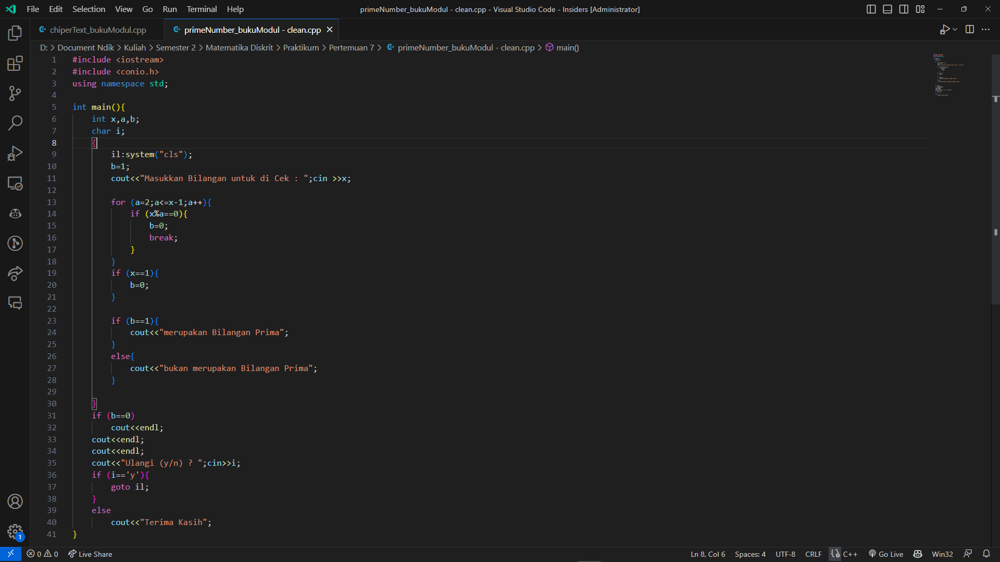 File Edit Selection View Go Run Terminal Help primeNumber_bukuModul - clean.cpp - Visual Studio Code - Insiders [Administrator]
chiperText_bukuModul.cpp primeNumber_bukuModul - clean.cpp
D: > Document Ndik > Kuliah > Semester 2 > Matematika Diskrit > Praktikum > Pertemuan 7 > primeNumber_bukuModul - clean.cpp > main()
1 #include <iostream>
2 #include <conio.h>
3 using namespace std;
4
5 int main(){
6     int x,a,b;
7     char i;
8     {
9         il:system("cls");
10         b=1;
11         cout<<"Masukkan Bilangan untuk di Cek : ";cin >>x;
12
13         for (a=2;a<=x-1;a++){
14             if (x%a==0){
15                 b=0;
16                 break;
17             }
18         }
19         if (x==1){
20             b=0;
21         }
22
23         if (b==1){
24             cout<<"merupakan Bilangan Prima";
25         }
26         else{
27             cout<<"bukan merupakan Bilangan Prima";
28         }
29
30     }
31     if (b==0)
32         cout<<endl;
33     cout<<endl;
34     cout<<endl;
35     cout<<"Ulangi (y/n) ? ";cin>>i;
36     if (i=='y'){
37         goto il;
38     }
39     else
40         cout<<"Terima Kasih";
41 }
1
0 0 Live Share Ln 8, Col 6 Spaces: 4 UTF-8 CRLF C++ Go Live Win32